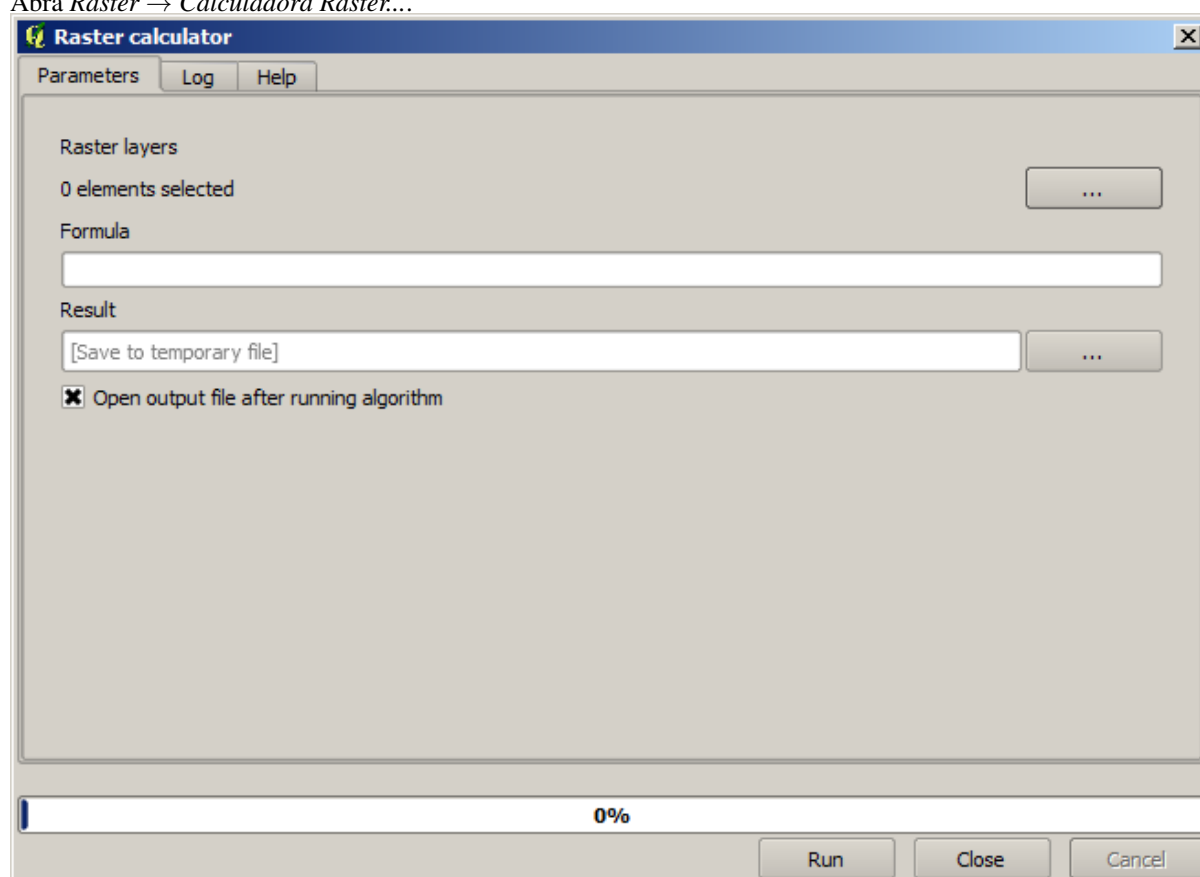 Abra Raster → Calculadora Raster....
Raster calculator
Parameters Log Help
Raster layers
0 elements selected
...
Formula
Result
[Save to temporary file]
...
Open output file after running algorithm
0%
Run Close Cancel